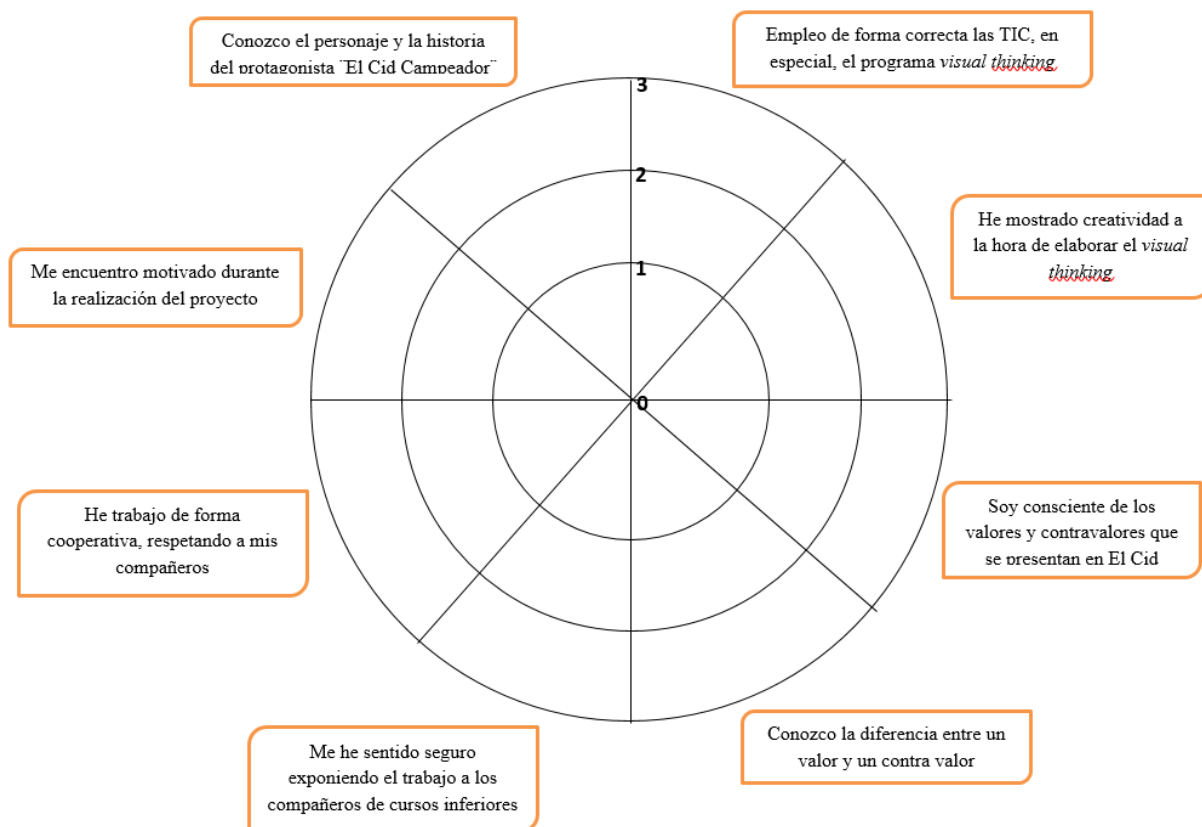 Conozco el personaje y la historia
del protagonista ¨El Cid Campeador¨
Empleo de forma correcta las TIC, en
especial, el programa visual thinking
3
2
1
0
He mostrado creatividad a
la hora de elaborar el visual
thinking
Me encuentro motivado durante
la realización del proyecto
He trabajo de forma
cooperativa, respetando a mis
compañeros
Soy consciente de los
valores y contravalores que
se presentan en El Cid
Me he sentido seguro
exponiendo el trabajo a los
compañeros de cursos inferiores
Conozco la diferencia entre un
valor y un contra valor